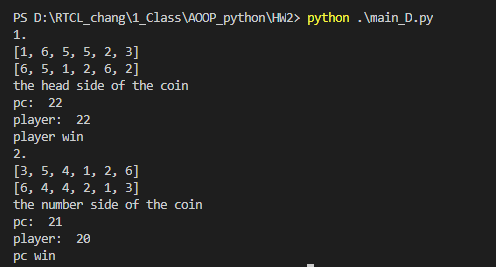 PS D:\RTCL_chang\1_Class\AOOP_python\HW2> python .\main_D.py
1.
[1, 6, 5, 5, 2, 3]
[6, 5, 1, 2, 6, 2]
the head side of the coin
pc:  22
player:  22
player win
2.
[3, 5, 4, 1, 2, 6]
[6, 4, 4, 2, 1, 3]
the number side of the coin
pc:  21
player:  20
pc win